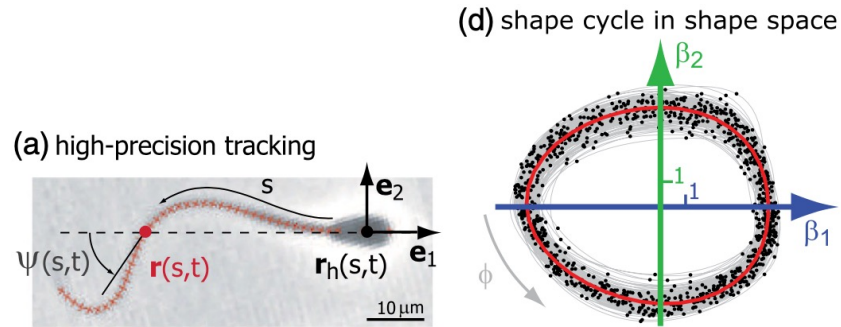 (a) high-precision tracking
s
e₂
e₁
ψ(s,t)
r(s,t)
rₕ(s,t)
10 μm
(d) shape cycle in shape space
β₂
1
1
β₁
ϕ